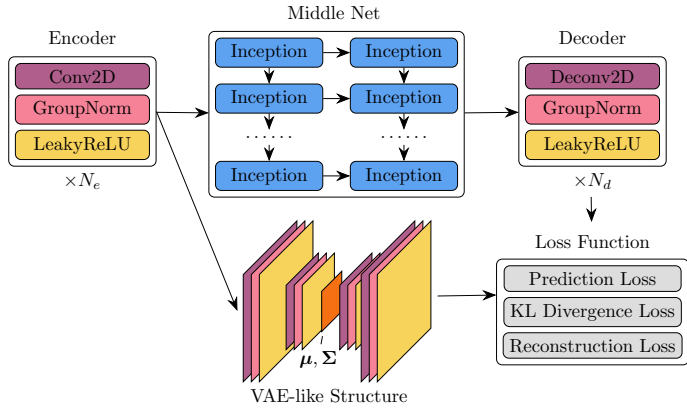 Middle Net
Encoder
Decoder
Conv2D
GroupNorm
LeakyReLU
×N_e
Inception
Inception
Inception
Inception
......
......
Inception
Inception
Deconv2D
GroupNorm
LeakyReLU
×N_d
Loss Function
Prediction Loss
KL Divergence Loss
Reconstruction Loss
μ, Σ
VAE-like Structure